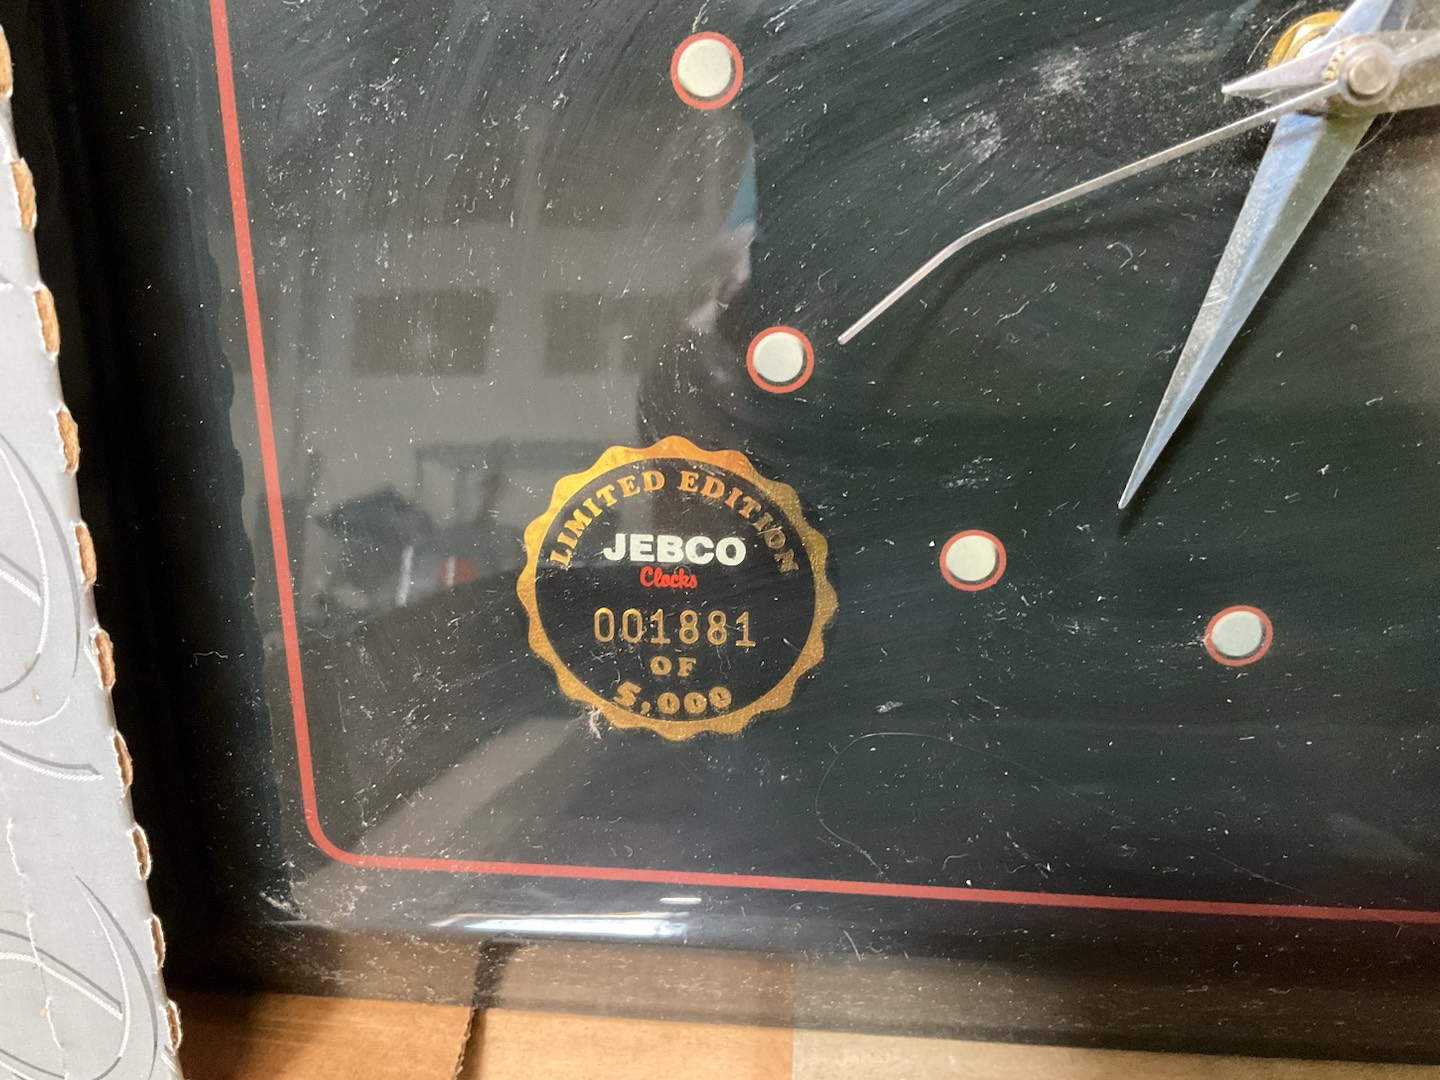 LIMITED EDITION
JEBCO
Clocks
001881
OF
5,000